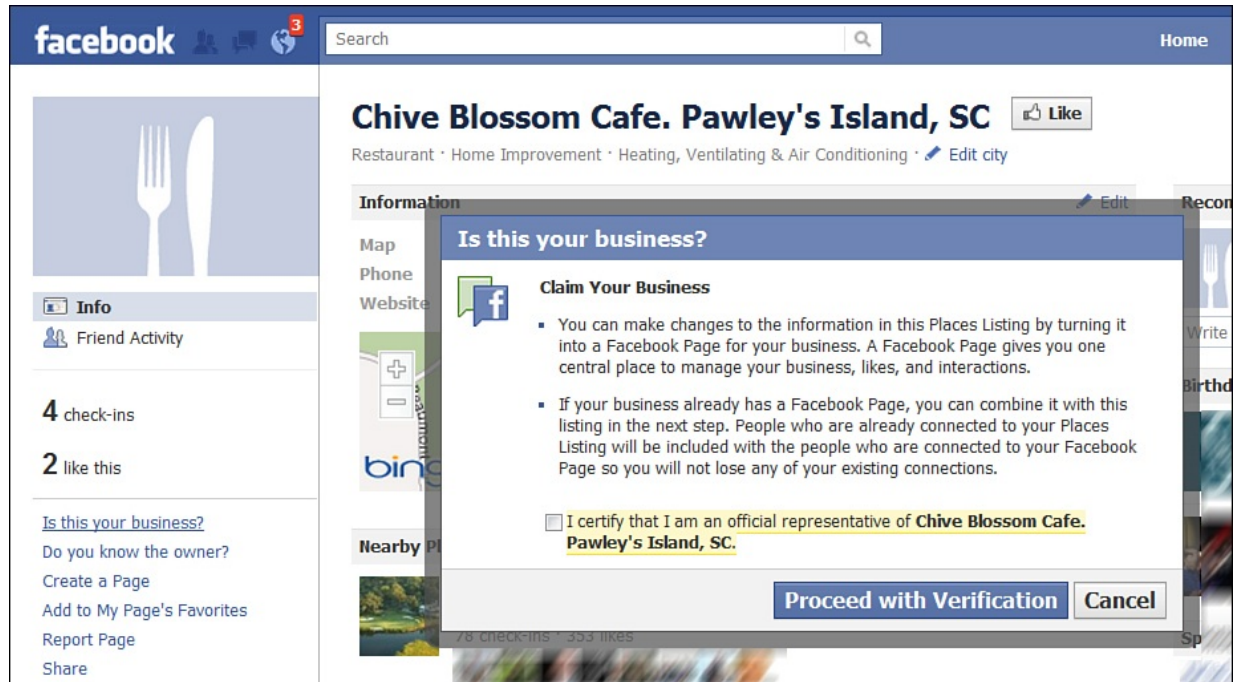 facebook
3
Search
Home
Chive Blossom Cafe. Pawley's Island, SC
Like
Restaurant · Home Improvement · Heating, Ventilating & Air Conditioning · Edit city
Information
Edit
Map
Phone
Website
bing
Info
Friend Activity
4 check-ins
2 like this
Is this your business?
Do you know the owner?
Create a Page
Add to My Page's Favorites
Report Page
Share
Is this your business?
Claim Your Business
You can make changes to the information in this Places Listing by turning it
into a Facebook Page for your business. A Facebook Page gives you one
central place to manage your business, likes, and interactions.
If your business already has a Facebook Page, you can combine it with this
listing in the next step. People who are already connected to your Places
Listing will be included with the people who are connected to your Facebook
Page so you will not lose any of your existing connections.
I certify that I am an official representative of Chive Blossom Cafe.
Pawley's Island, SC.
Proceed with Verification
Cancel
Nearby
78 check-ins · 353 likes
Write